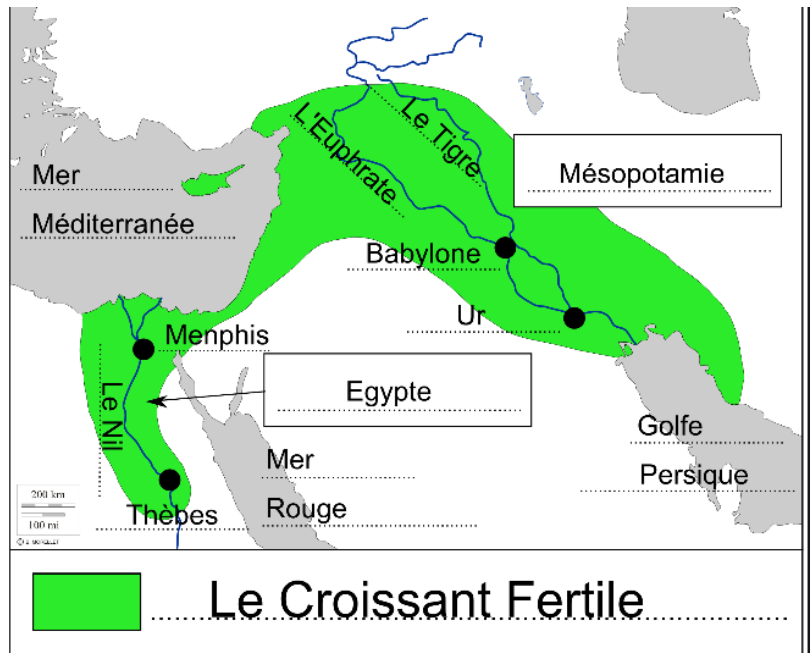 L'Euphrate
Le Tigre
Mésopotamie
Mer
Méditerranée
Babylone
Ur
Menphis
Egypte
Le Nil
Golfe
Persique
Mer
Rouge
Thèbes
200 km
100 mi
Le Croissant Fertile